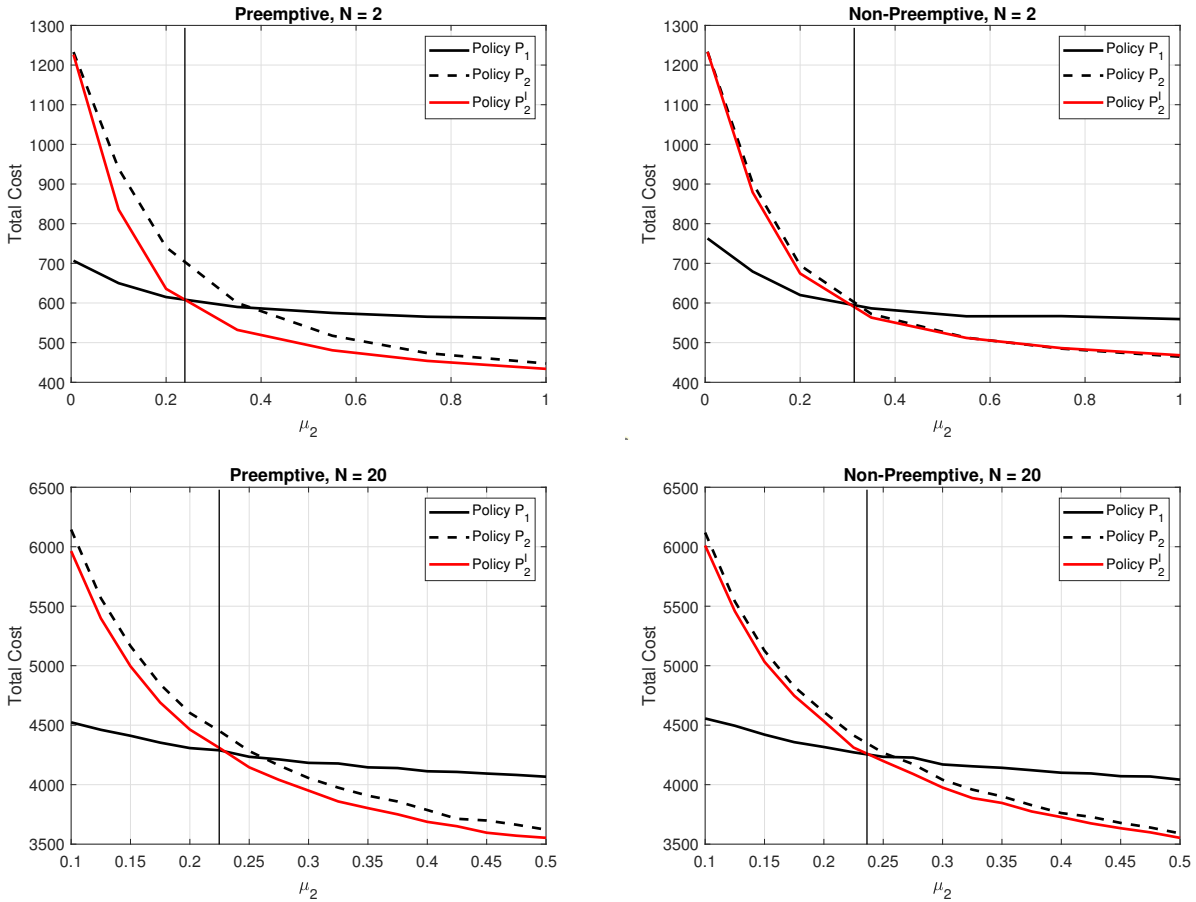 Preemptive, N = 2
Total Cost
1300
1200
1100
1000
900
800
700
600
500
400
0
0.2
0.4
0.6
0.8
1
μ2
Policy P1
Policy P2
Policy P2^I
Non-Preemptive, N = 2
Total Cost
1300
1200
1100
1000
900
800
700
600
500
400
0
0.2
0.4
0.6
0.8
1
μ2
Policy P1
Policy P2
Policy P2^I
Preemptive, N = 20
Total Cost
6500
6000
5500
5000
4500
4000
3500
0.1
0.15
0.2
0.25
0.3
0.35
0.4
0.45
0.5
μ2
Policy P1
Policy P2
Policy P2^I
Non-Preemptive, N = 20
Total Cost
6500
6000
5500
5000
4500
4000
3500
0.1
0.15
0.2
0.25
0.3
0.35
0.4
0.45
0.5
μ2
Policy P1
Policy P2
Policy P2^I